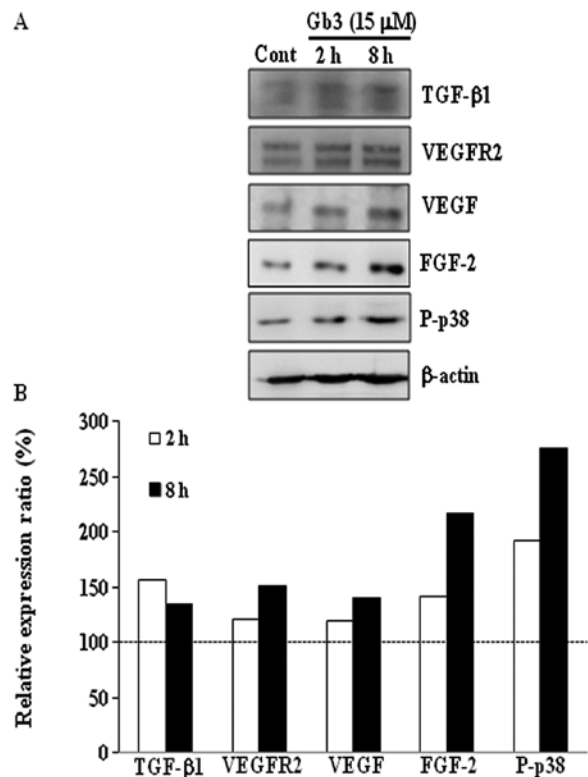 A
Gb3 (15 μM)
Cont 2 h 8 h
TGF-β1
VEGFR2
VEGF
FGF-2
P-p38
β-actin
B
Relative expression ratio (%)
300
250
200
150
100
50
0
2 h
8 h
TGF-β1 VEGFR2 VEGF FGF-2 P-p38